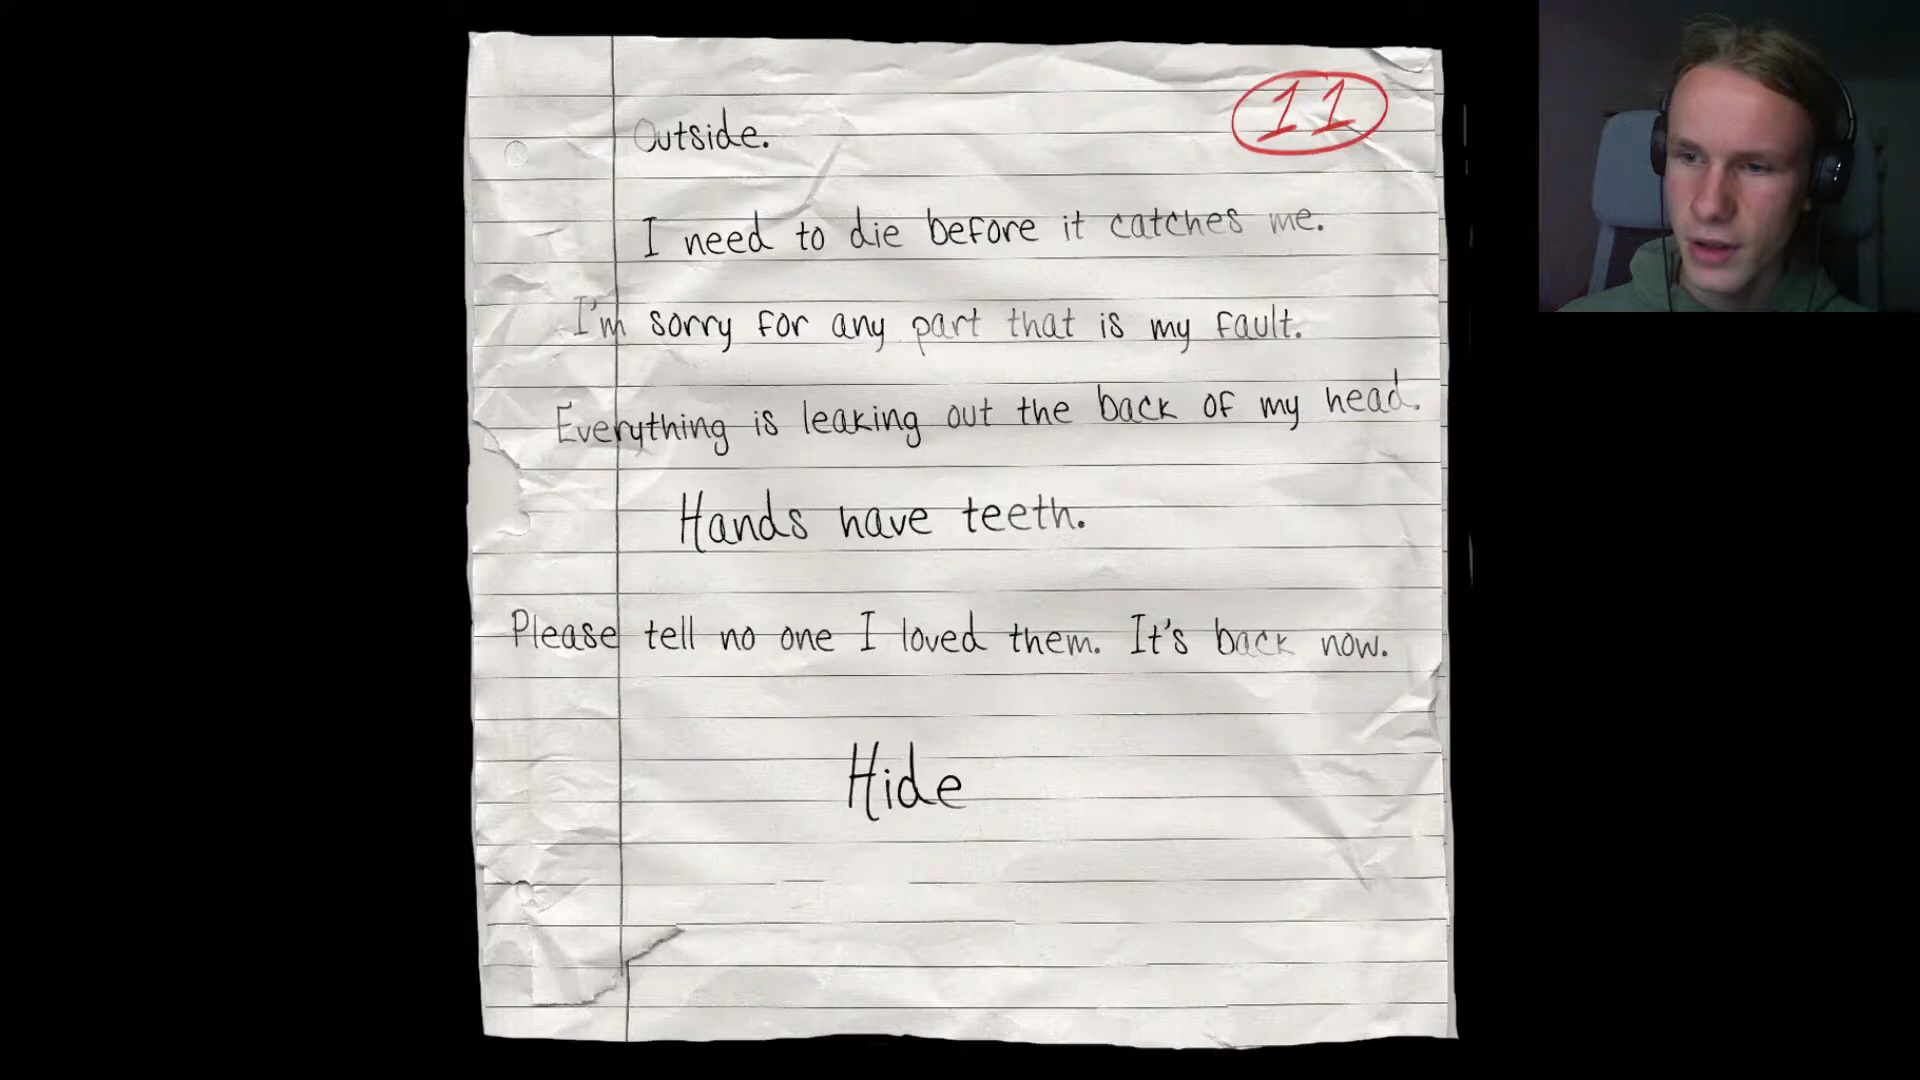 11
Outside.
I need to die before it catches me.
I'm sorry for any part that is my fault.
Everything is leaking out the back of my head.
Hands have teeth.
Please tell no one I loved them. It's back now.
Hide